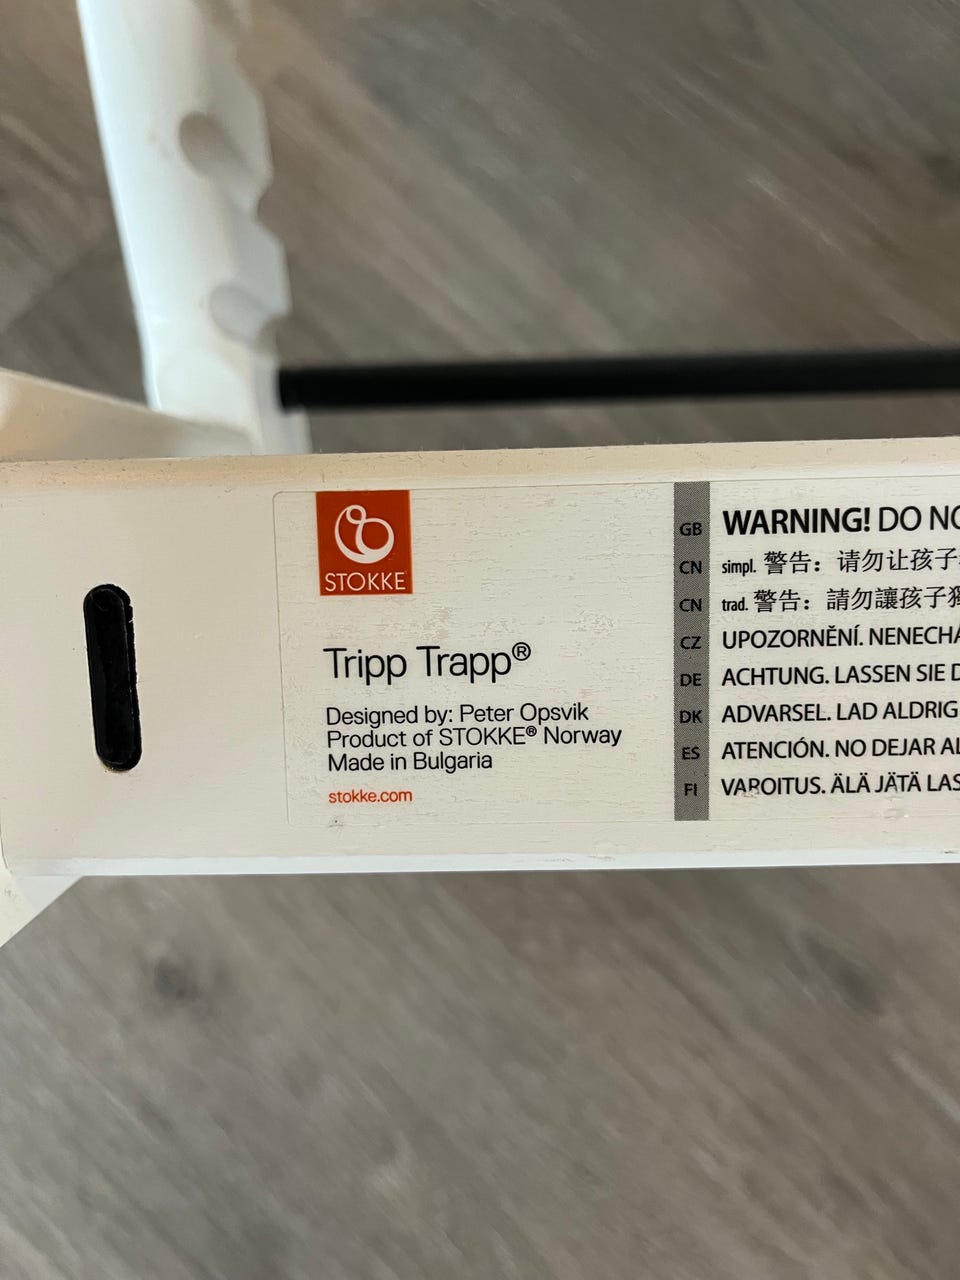 STOKKE
Tripp Trapp®
Designed by: Peter Opsvik
Product of STOKKE® Norway
Made in Bulgaria
stokke.com
GB WARNING! DO
CN simpl. 警告：请勿让孩子
CN trad. 警告：請勿讓孩子獨
CZ UPOZORNĚNÍ.
DE ACHTUNG. LASSEN SIE
DK ADVARSEL. LAD ALDRIG
ES ATENCIÓN. NO DEJAR
FI VAROITUS. ÄLÄ JÄTÄ